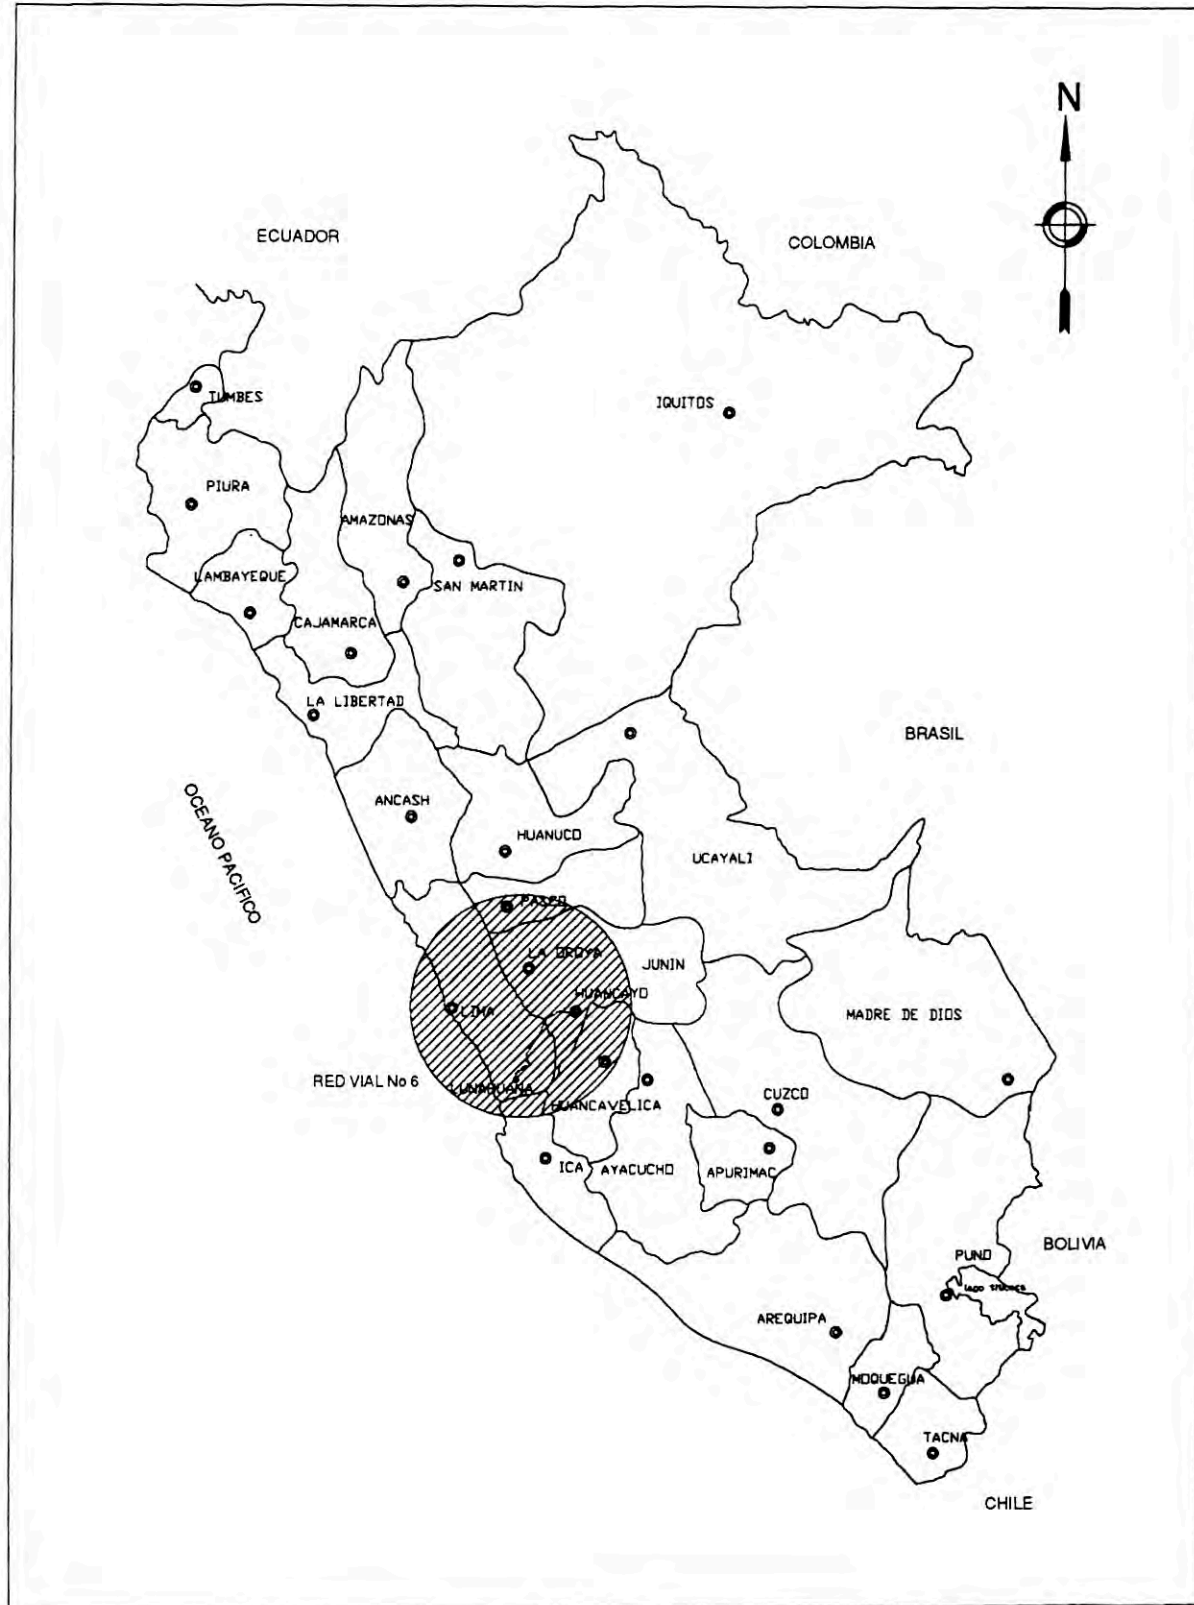 N
ECUADOR
COLOMBIA
TUMBES
IQUITOS
PIURA
AMAZONAS
LAMBAYEQUE
SAN MARTIN
CAJAMARCA
LA LIBERTAD
BRASIL
OCEANO PACIFICO
ANCASH
HUANUCO
UCAYALI
PASCO
LA OROYA
JUNIN
HUANCAYO
LIMA
MADRE DE DIOS
RED VIAL No 6
LUNAHUANA
CUZCO
HUANCAVELICA
ICA
AYACUCHO
APURIMAC
BOLIVIA
PUNO
AREQUIPA
MOQUEGUA
TACNA
CHILE